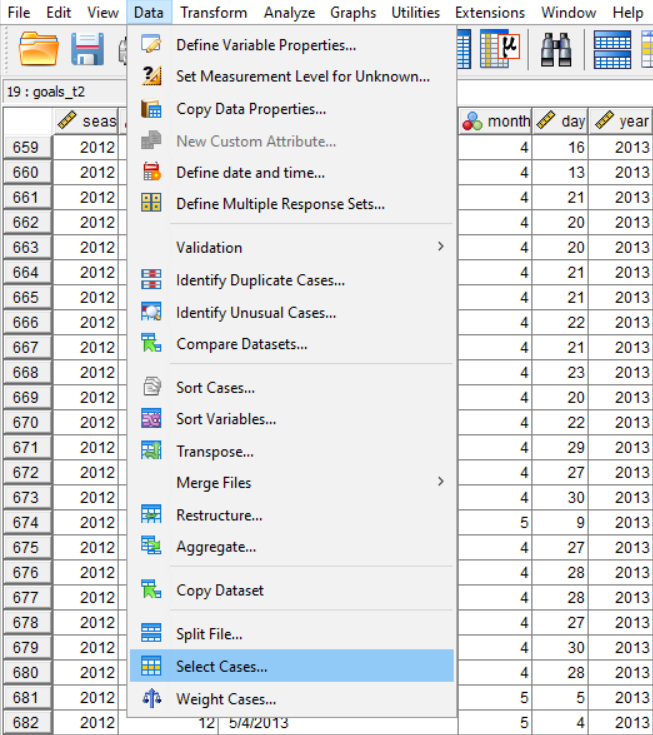 File Edit View Data Transform Analyze Graphs Utilities Extensions Window Help
19 : goals_t2
Define Variable Properties...
Set Measurement Level for Unknown...
Copy Data Properties...
New Custom Attribute...
Define date and time...
Define Multiple Response Sets...
Validation
Identify Duplicate Cases...
Identify Unusual Cases...
Compare Datasets...
Sort Cases...
Sort Variables...
Transpose...
Merge Files
Restructure...
Aggregate...
Copy Dataset
Split File...
Select Cases...
Weight Cases...
seas month day year
659 2012 4 16 2013
660 2012 4 13 2013
661 2012 4 21 2013
662 2012 4 20 2013
663 2012 4 20 2013
664 2012 4 21 2013
665 2012 4 21 2013
666 2012 4 22 2013
667 2012 4 21 2013
668 2012 4 23 2013
669 2012 4 20 2013
670 2012 4 22 2013
671 2012 4 29 2013
672 2012 4 27 2013
673 2012 4 30 2013
674 2012 5 9 2013
675 2012 4 27 2013
676 2012 4 28 2013
677 2012 4 28 2013
678 2012 4 27 2013
679 2012 4 30 2013
680 2012 4 28 2013
681 2012 5 5 2013
682 2012 12 5/4/2013 5 4 2013